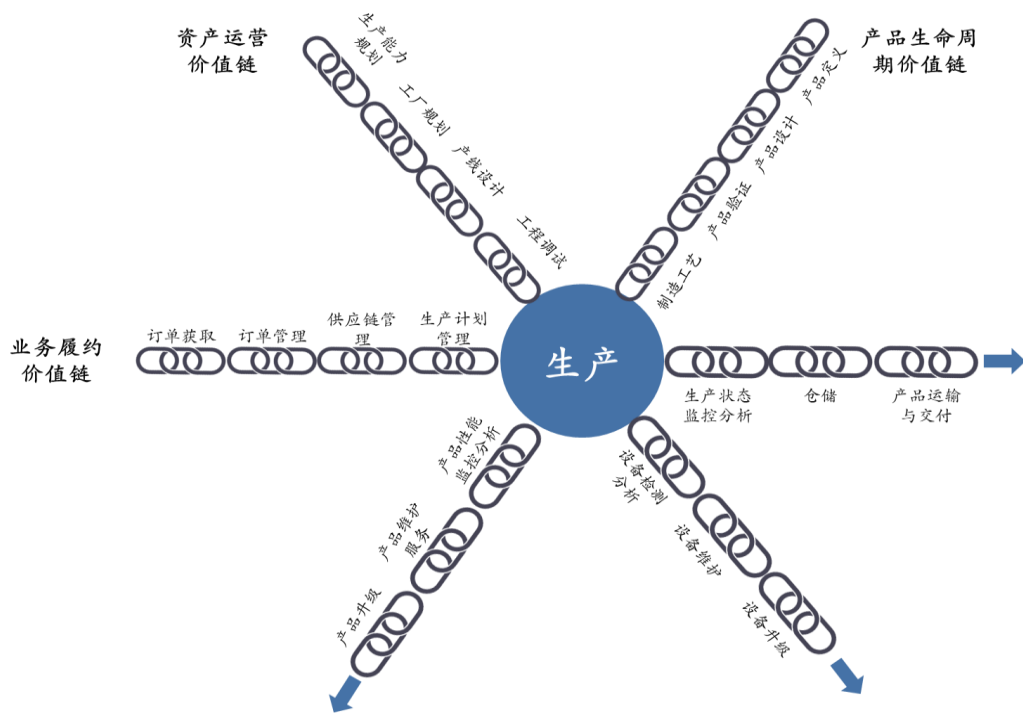 资产运营
价值链
生产能力
规划
工厂规划
产线设计
工程调试
产品生命周
期价值链
产品定义
产品设计
产品验证
制造工艺
业务履约
价值链
订单获取
订单管理
供应链管
理
生产计划
管理
生产
生产状态
监控分析
仓储
产品运输
与交付
产品性能
监控分析
产品维护
服务
产品升级
设备检测
分析
设备维护
设备升级